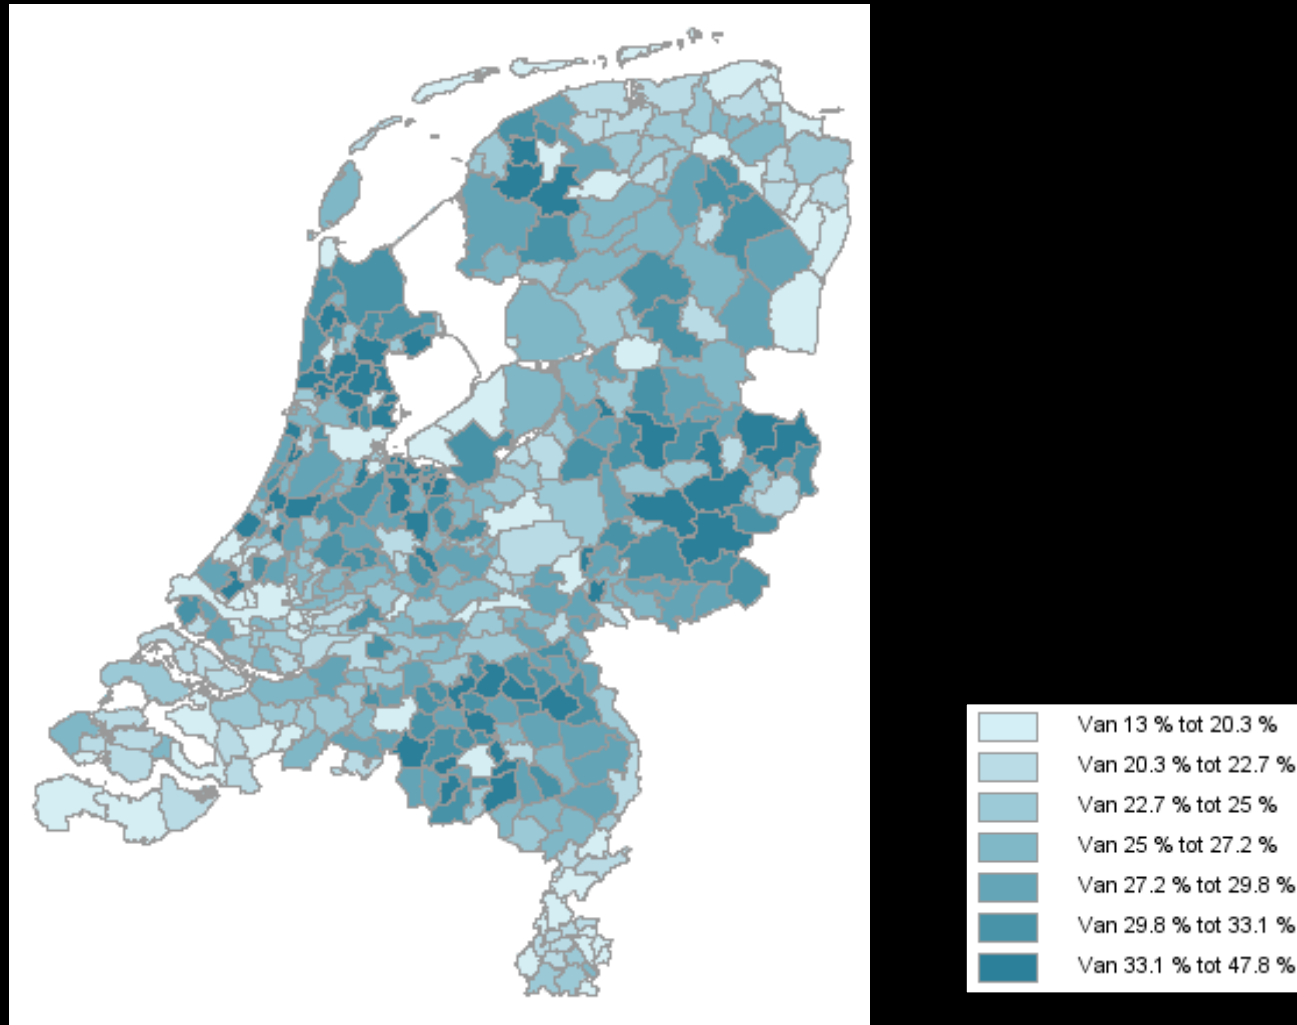 Van 13 % tot 20.3 %
Van 20.3 % tot 22.7 %
Van 22.7 % tot 25 %
Van 25 % tot 27.2 %
Van 27.2 % tot 29.8 %
Van 29.8 % tot 33.1 %
Van 33.1 % tot 47.8 %